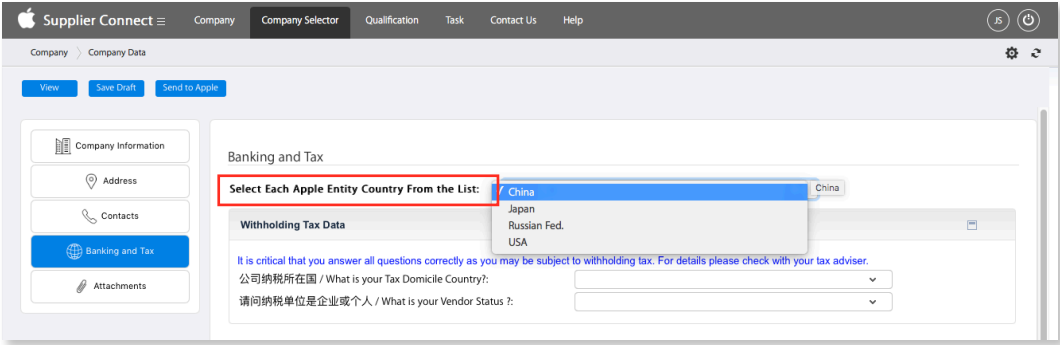 Supplier Connect Company Company Selector Qualification Task Contact Us Help JS
Company Company Data
View Save Draft Send to Apple
Company Information
Address
Contacts
Banking and Tax
Attachments
Banking and Tax
Select Each Apple Entity Country From the List:
China
China
Japan
Russian Fed.
USA
Withholding Tax Data
It is critical that you answer all questions correctly as you may be subject to withholding tax. For details please check with your tax adviser.
公司纳税所在国 / What is your Tax Domicile Country?:
请问纳税单位是企业或个人 / What is your Vendor Status ?: